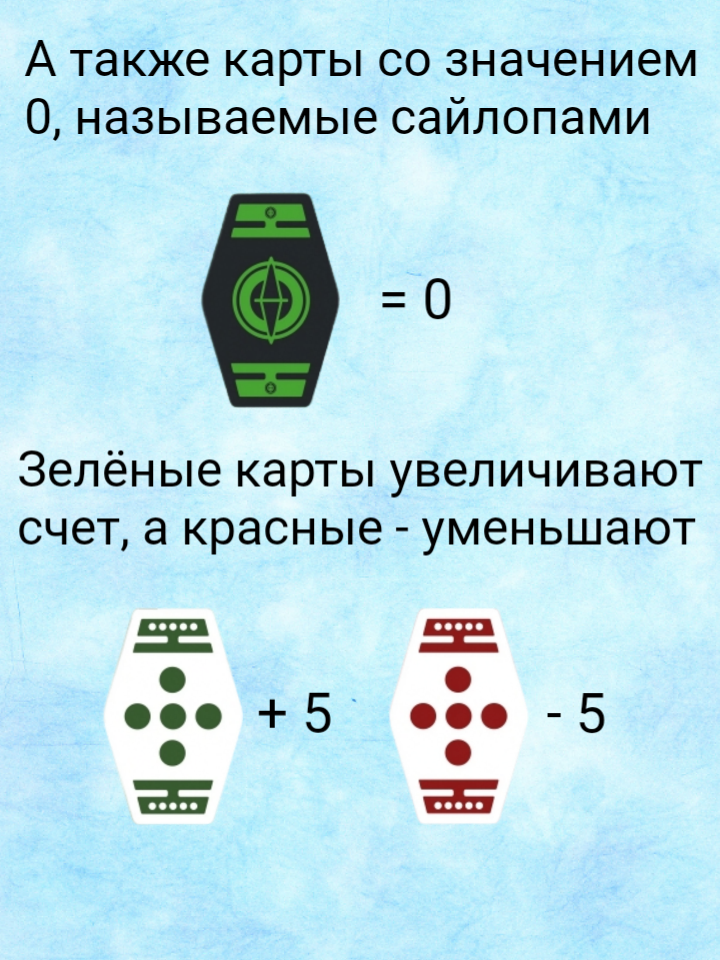 А также карты со значением
0, называемые сайлопами
= 0
Зелёные карты увеличивают
счет, а красные - уменьшают
+ 5
- 5